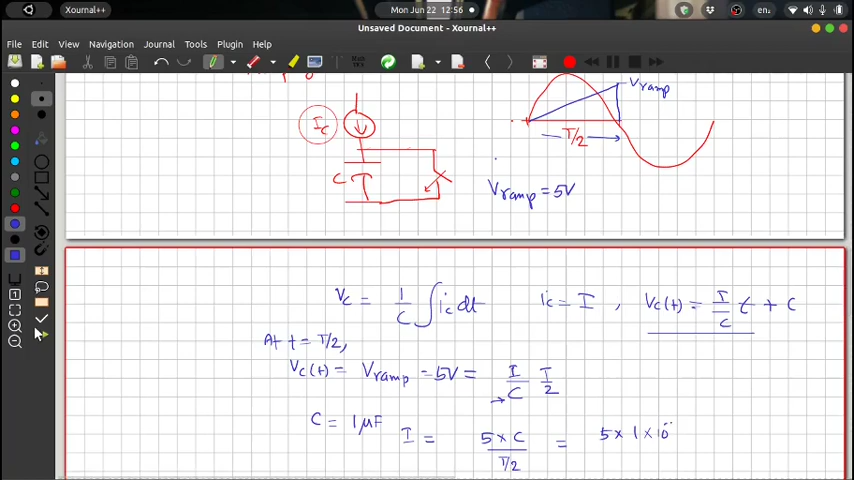 Mon Jun 22 12:56
en₂
Unsaved Document - Xournal++
File Edit View Navigation Journal Tools Plugin Help
Vramp
Ic
T/2
C
Vramp = 5V
Vc = 1/C ∫ ic dt ic = I , Vc(t) = I/C t + C
At t = T/2,
Vc(t) = Vramp = 5V = I/C T/2
C = 1μF I = 5 × C / T/2 = 5 × 1 × 10